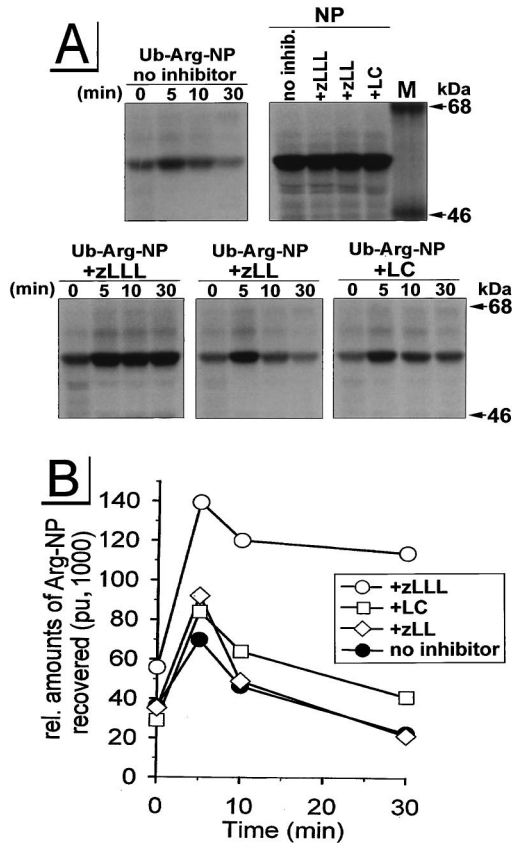 A
Ub-Arg-NP
no inhibitor
(min) 0 5 10 30
NP
no inhib.
+zLLL
+zLL
+LC
M
kDa
68
46
Ub-Arg-NP
+zLLL
(min) 0 5 10 30
Ub-Arg-NP
+zLL
0 5 10 30
Ub-Arg-NP
+LC
0 5 10 30
kDa
68
46
B
rel. amounts of Arg-NP
recovered (pu, 1000)
140
120
100
80
60
40
20
0
0 10 20 30
Time (min)
+zLLL
+LC
+zLL
no inhibitor